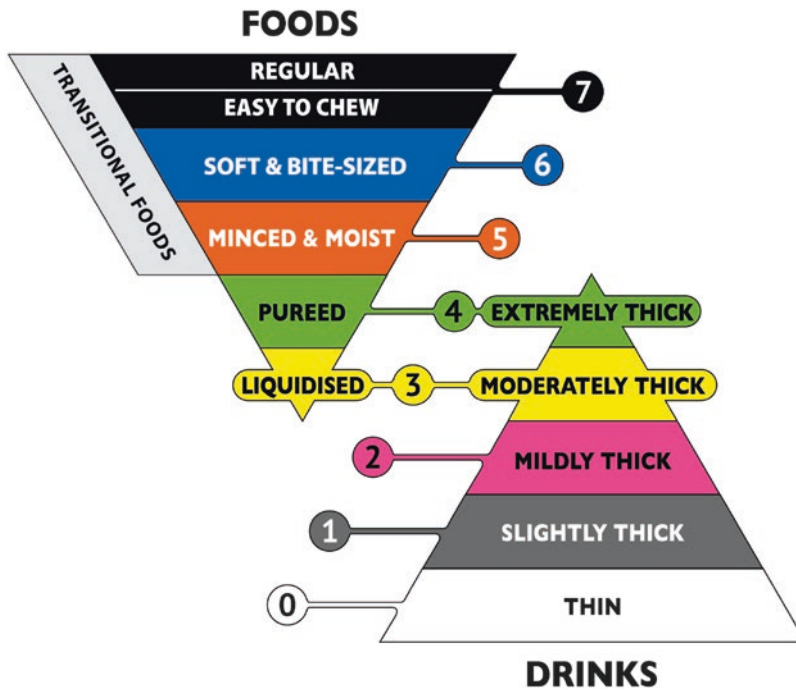 FOODS
REGULAR
7
EASY TO CHEW
TRANSITIONAL FOODS
SOFT & BITE-SIZED
6
MINCED & MOIST
5
PUREED
4
EXTREMELY THICK
LIQUIDISED
3
MODERATELY THICK
2
MILDLY THICK
1
SLIGHTLY THICK
0
THIN
DRINKS